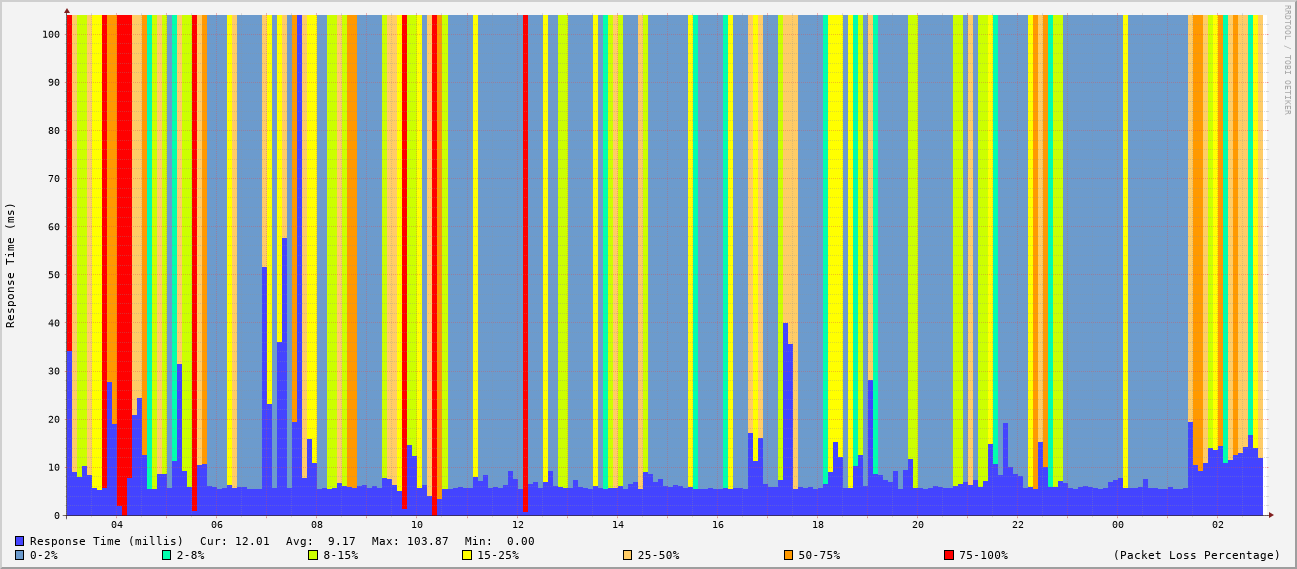 RRDTOOL / TOBI OETIKER
Response Time (ms)
100
90
80
70
60
50
40
30
20
10
0
04 06 08 10 12 14 16 18 20 22 00 02
Response Time (millis) Cur: 12.01 Avg: 9.17 Max: 103.87 Min: 0.00
0-2% 2-8% 8-15% 15-25% 25-50% 50-75% 75-100% (Packet Loss Percentage)